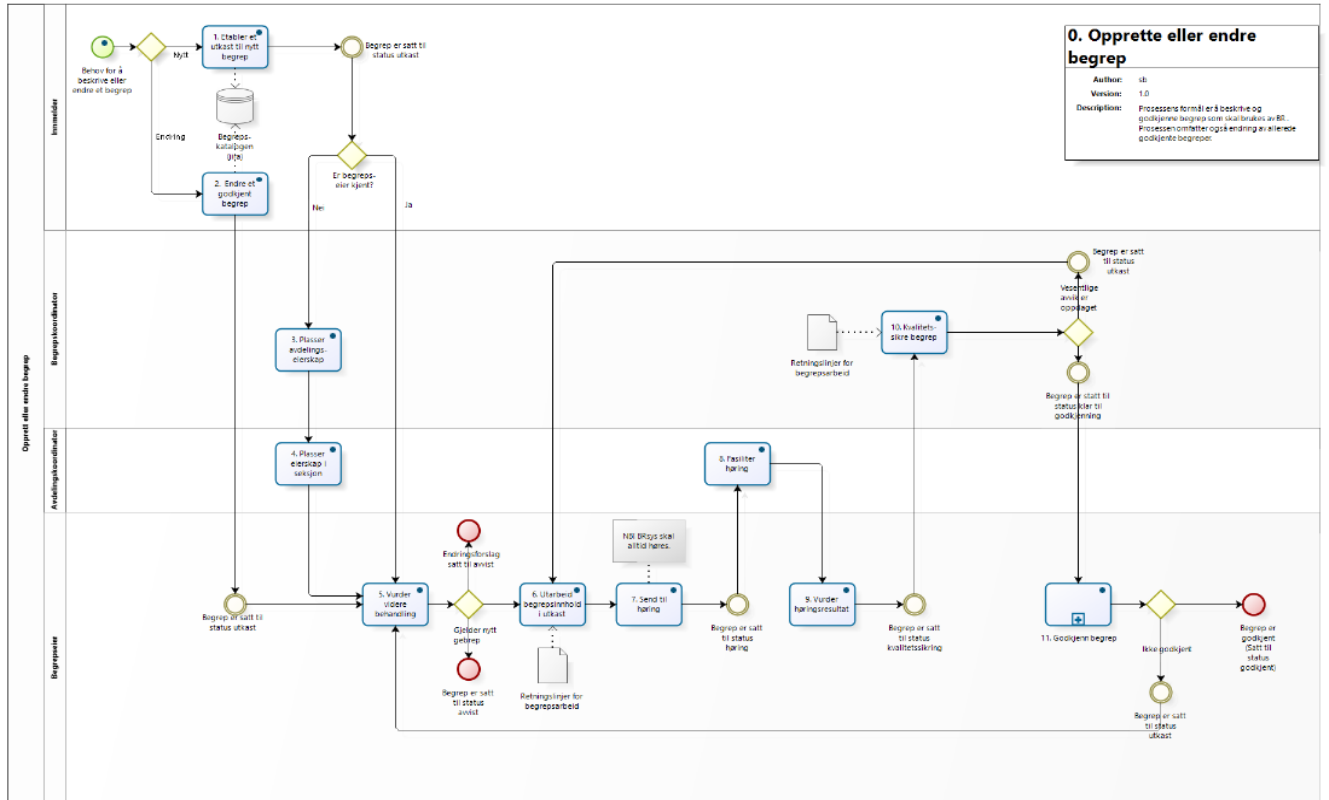 0. Opprette eller endre
begrep
Author: sb
Version: 1.0
Description: Prosessens formål er å beskrive og
godkjenne begrep som skal brukes av BR.
Prosessen omfatter også endring av allerede
godkjente begreper.
Opprett eller endre begrep
Innmelder
Behov for å
beskrive eller
endre et begrep
Nytt
1. Etabler et
utkast til nytt
begrep
Begrep er satt til
status utkast
Endring
Begreps-
katalogen
(Jira)
2. Endre et
godkjent
begrep
Er begreps-
eier kjent?
Nei
Ja
Begrepskoordinator
3. Plasser
avdelings-
eierskap
Retningslinjer for
begrepsarbeid
10. Kvalitets-
sikre begrep
Begrep er satt
til status
utkast
Vesentlige
avvik er
oppdaget
Begrep er statt til
status klar til
godkjenning
Avdelingskoordinator
4. Plasser
eierskap i
seksjon
8. Fasiliter
høring
Begrepseier
Begrep er satt til
status utkast
5. Vurder
videre
behandling
Endringsforslag
satt til avvist
Gjelder nytt
gebrep
Begrep er satt
til status
avvist
6. Utarbeid
begrepsinnhold
i utkast
Retningslinjer for
begrepsarbeid
NB! BRsys skal
alltid høres.
7. Send til
høring
Begrep er satt
til status
høring
9. Vurder
høringsresultat
Begrep er satt
til status
kvalitetssikring
11. Godkjenn begrep
Ikke godkjent
Begrep er satt
til status
utkast
Begrep er
godkjent
(Satt til
status
godkjent)